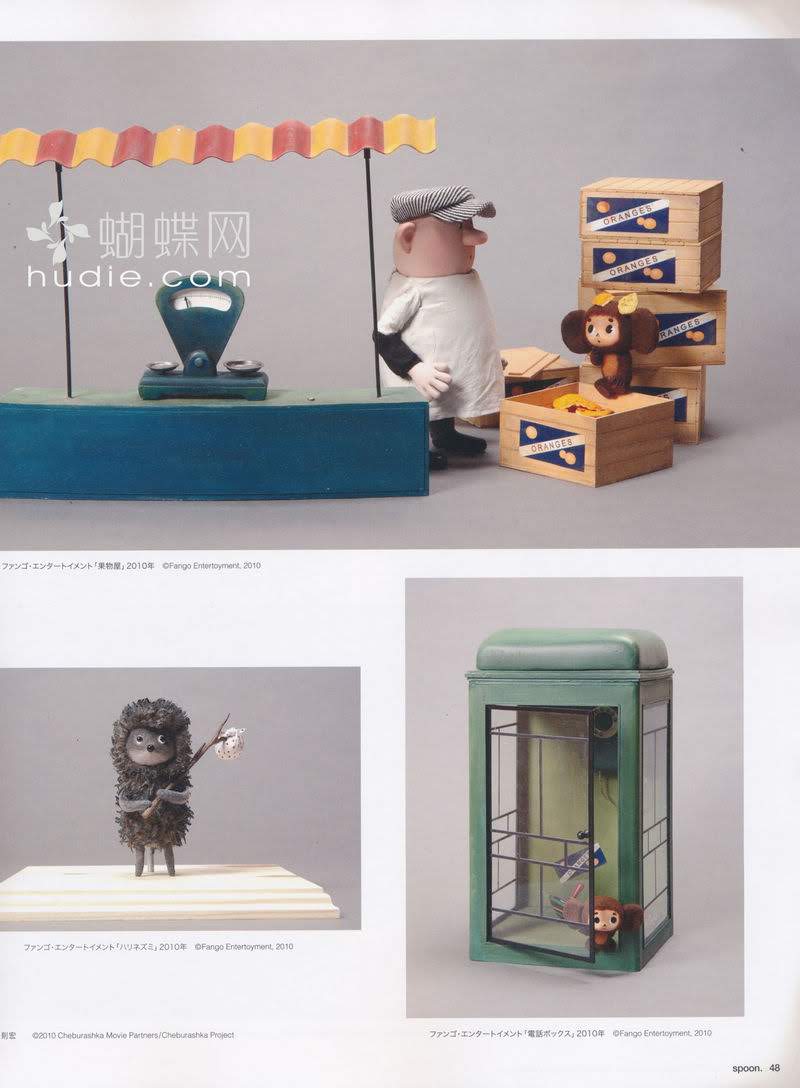 蝴蝶网
hudie.com
ORANGES
ORANGES
ORANGES
ORANGES
ファンゴ・エンタートイメント「果物屋」2010年 ©Fango Entertoyment, 2010
ファンゴ・エンタートイメント「ハリネズミ」2010年 ©Fango Entertoyment, 2010
則宏 ©2010 Cheburashka Movie Partners/Cheburashka Project
ファンゴ・エンタートイメント「電話ボックス」2010年 ©Fango Entertoyment, 2010
spoon. 48